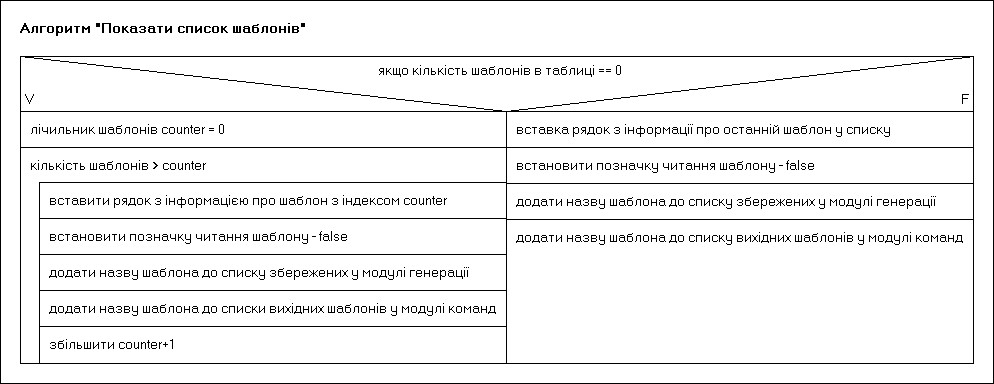 Алгоритм "Показати список шаблонів"
якщо кількість шаблонів в таблиці == 0
V
F
лічильник шаблонів counter = 0
кількість шаблонів > counter
вставити рядок з інформацією про шаблон з індексом counter
встановити позначку читання шаблону - false
додати назву шаблона до списку збережених у модулі генерації
додати назву шаблона до списки вихідних шаблонів у модулі команд
збільшити counter+1
вставка рядок з інформації про останній шаблон у списку
встановити позначку читання шаблону - false
додати назву шаблона до списку збережених у модулі генерації
додати назву шаблона до списку вихідних шаблонів у модулі команд